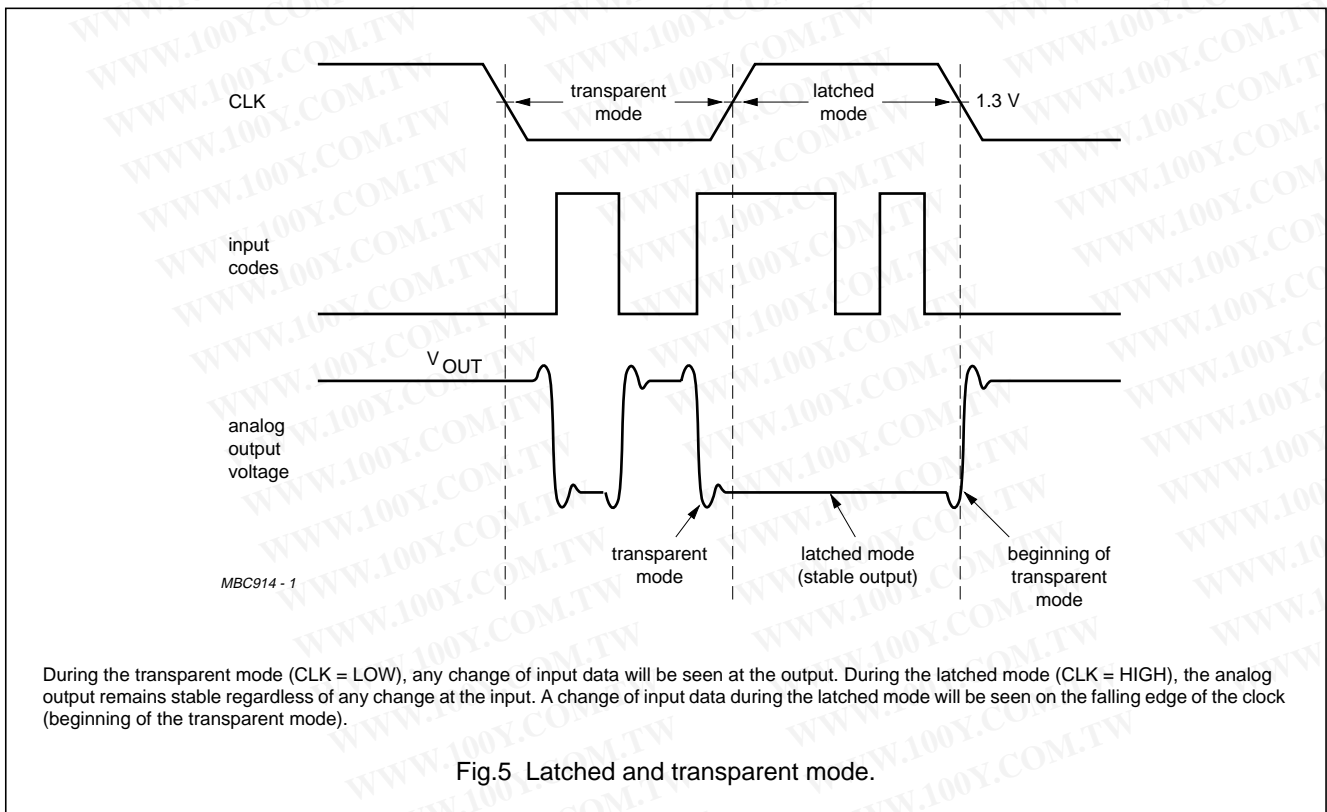 CLK
transparent
mode
latched
mode
1.3 V
input
codes
V OUT
analog
output
voltage
transparent
mode
latched mode
(stable output)
beginning of
transparent
mode
MBC914 - 1
During the transparent mode (CLK = LOW), any change of input data will be seen at the output. During the latched mode (CLK = HIGH), the analog
output remains stable regardless of any change at the input. A change of input data during the latched mode will be seen on the falling edge of the clock
(beginning of the transparent mode).
Fig.5 Latched and transparent mode.
WWW.100Y.COM.TW